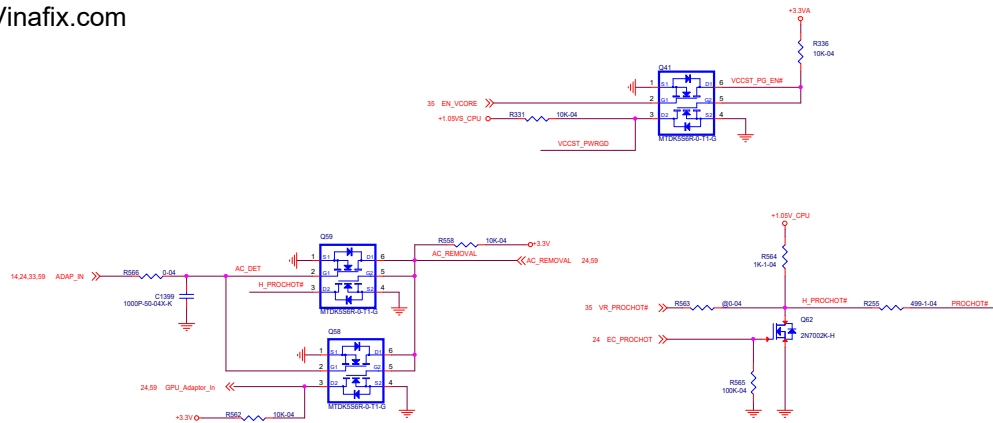 Vinafix.com
+3.3VA
R336
10K-04
Q41
1 S1 D1 6 VCCST_PG_EN#
35 EN_VCORE 2 G1 G2 5
+1.05VS_CPU R331 10K-04 3 D2 S2 4
MTDK5S6R-0-T1-G
VCCST_PWRGD
+1.05V_CPU
Q59
R558 10K-04 +3.3V
1 S1 D1 6 AC_REMOVAL AC_REMOVAL 24,59
R564
1K-1-04
14,24,33,59 ADAP_IN R566 0-04 AC_DET 2 G1 G2 5
H_PROCHOT# 3 D2 S2 4
C1399
1000P-50-04X-K
MTDK5S6R-0-T1-G
35 VR_PROCHOT# R563 @0-04 H_PROCHOT# R255 499-1-04 PROCHOT#
Q62
2N7002K-H
24 EC_PROCHOT
Q58
1 S1 D1 6
2 G1 G2 5
24,59 GPU_Adaptor_In 3 D2 S2 4
MTDK5S6R-0-T1-G
R565
100K-04
+3.3V R562 10K-04